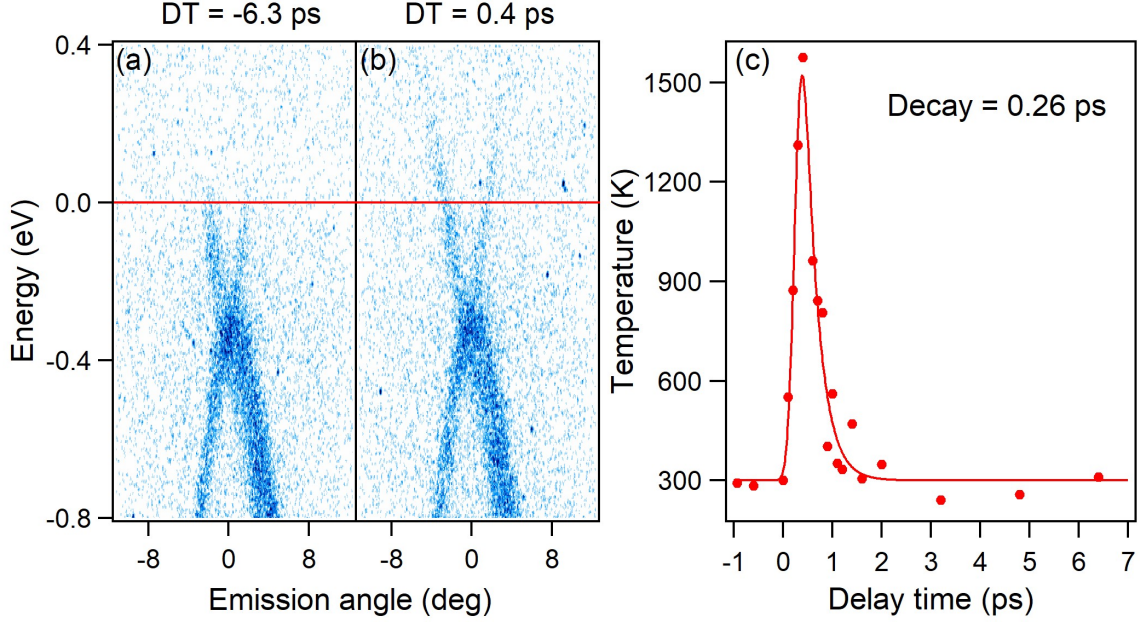 DT = -6.3 ps
DT = 0.4 ps
(a)
(b)
(c)
0.4
0.0
-0.4
-0.8
Energy (eV)
-8
0
8
-8
0
8
Emission angle (deg)
Decay = 0.26 ps
1500
1200
900
600
300
Temperature (K)
-1
0
1
2
3
4
5
6
7
Delay time (ps)